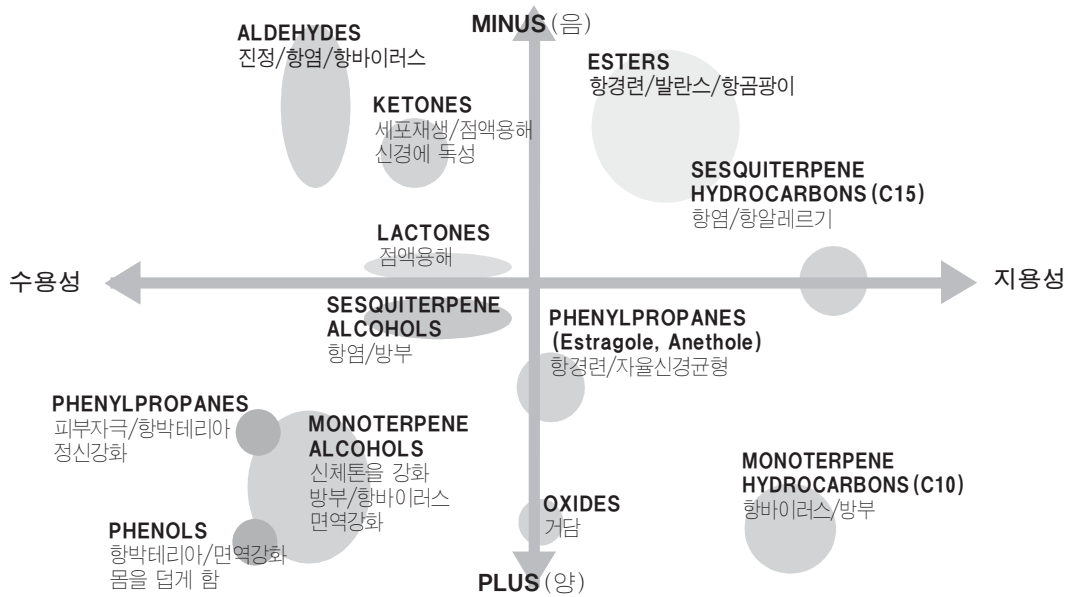 MINUS(음)
ALDEHYDES
진정/항염/항바이러스
ESTERS
항경련/발란스/항곰팡이
KETONES
세포재생/점액용해
신경에 독성
SESQUITERPENE
HYDROCARBONS(C15)
항염/항알레르기
LACTONES
점액용해
수용성
지용성
SESQUITERPENE
ALCOHOLS
항염/방부
PHENYLPROPANES
(Estragole, Anethole)
항경련/자율신경균형
PHENYLPROPANES
피부자극/항박테리아
정신강화
MONOTERPENE
ALCOHOLS
신체톤을 강화
방부/항바이러스
면역강화
MONOTERPENE
HYDROCARBONS(C10)
항바이러스/방부
OXIDES
거담
PHENOLS
항박테리아/면역강화
몸을 덥게 함
PLUS(양)